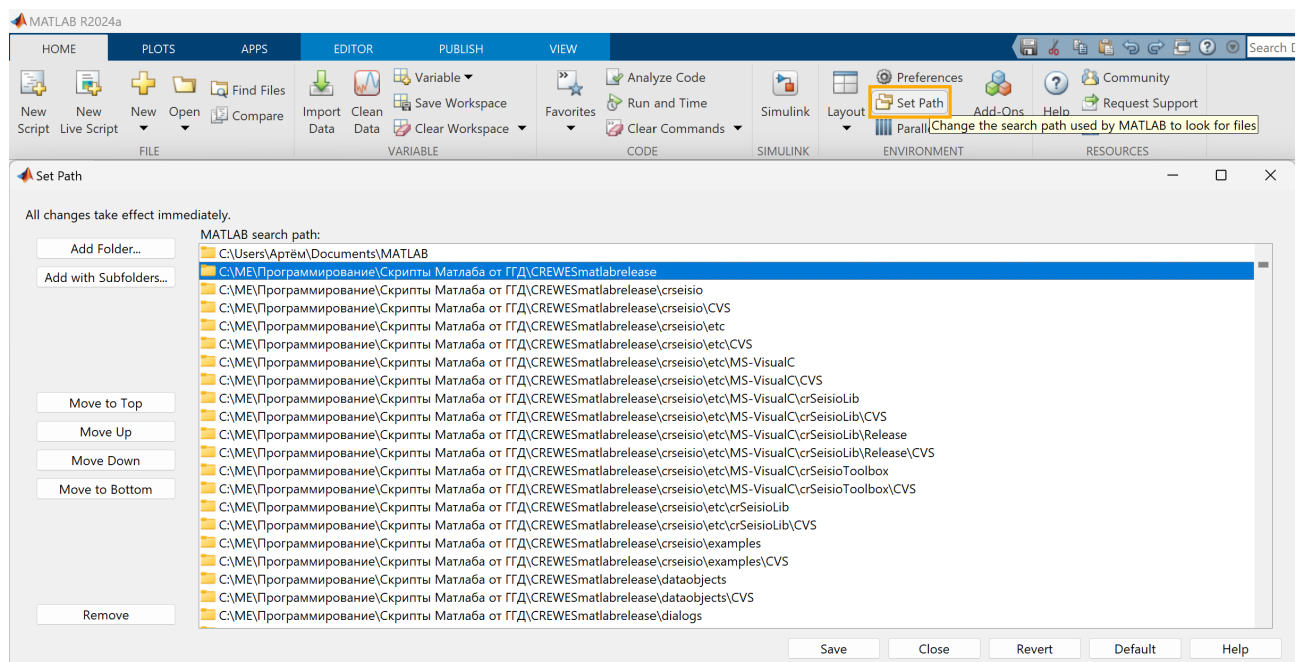 MATLAB R2024a
HOME PLOTS APPS EDITOR PUBLISH VIEW Search
New Script
New Live Script
New
Open
Find Files
Compare
FILE
Import Data
Clean Data
Variable
Save Workspace
Clear Workspace
VARIABLE
Favorites
Analyze Code
Run and Time
Clear Commands
CODE
Simulink
SIMULINK
Layout
Preferences
Set Path
Add-Ons
ENVIRONMENT
Help
Community
Request Support
RESOURCES
Change the search path used by MATLAB to look for files
Set Path
All changes take effect immediately.
MATLAB search path:
Add Folder...
Add with Subfolders...
Move to Top
Move Up
Move Down
Move to Bottom
Remove
C:\Users\Артём\Documents\MATLAB
C:\ME\Программирование\Скрипты Матлаба от ГГД\CREWESmatlabrelease
C:\ME\Программирование\Скрипты Матлаба от ГГД\CREWESmatlabrelease\crseisio
C:\ME\Программирование\Скрипты Матлаба от ГГД\CREWESmatlabrelease\crseisio\CVS
C:\ME\Программирование\Скрипты Матлаба от ГГД\CREWESmatlabrelease\crseisio\etc
C:\ME\Программирование\Скрипты Матлаба от ГГД\CREWESmatlabrelease\crseisio\etc\CVS
C:\ME\Программирование\Скрипты Матлаба от ГГД\CREWESmatlabrelease\crseisio\etc\MS-VisualC
C:\ME\Программирование\Скрипты Матлаба от ГГД\CREWESmatlabrelease\crseisio\etc\MS-VisualC\CVS
C:\ME\Программирование\Скрипты Матлаба от ГГД\CREWESmatlabrelease\crseisio\etc\MS-VisualC\crSeisioLib
C:\ME\Программирование\Скрипты Матлаба от ГГД\CREWESmatlabrelease\crseisio\etc\MS-VisualC\crSeisioLib\CVS
C:\ME\Программирование\Скрипты Матлаба от ГГД\CREWESmatlabrelease\crseisio\etc\MS-VisualC\crSeisioLib\Release
C:\ME\Программирование\Скрипты Матлаба от ГГД\CREWESmatlabrelease\crseisio\etc\MS-VisualC\crSeisioLib\Release\CVS
C:\ME\Программирование\Скрипты Матлаба от ГГД\CREWESmatlabrelease\crseisio\etc\MS-VisualC\crSeisioToolbox
C:\ME\Программирование\Скрипты Матлаба от ГГД\CREWESmatlabrelease\crseisio\etc\MS-VisualC\crSeisioToolbox\CVS
C:\ME\Программирование\Скрипты Матлаба от ГГД\CREWESmatlabrelease\crseisio\etc\crSeisioLib
C:\ME\Программирование\Скрипты Матлаба от ГГД\CREWESmatlabrelease\crseisio\etc\crSeisioLib\CVS
C:\ME\Программирование\Скрипты Матлаба от ГГД\CREWESmatlabrelease\crseisio\examples
C:\ME\Программирование\Скрипты Матлаба от ГГД\CREWESmatlabrelease\crseisio\examples\CVS
C:\ME\Программирование\Скрипты Матлаба от ГГД\CREWESmatlabrelease\dataobjects
C:\ME\Программирование\Скрипты Матлаба от ГГД\CREWESmatlabrelease\dataobjects\CVS
C:\ME\Программирование\Скрипты Матлаба от ГГД\CREWESmatlabrelease\dialogs
Save Close Revert Default Help